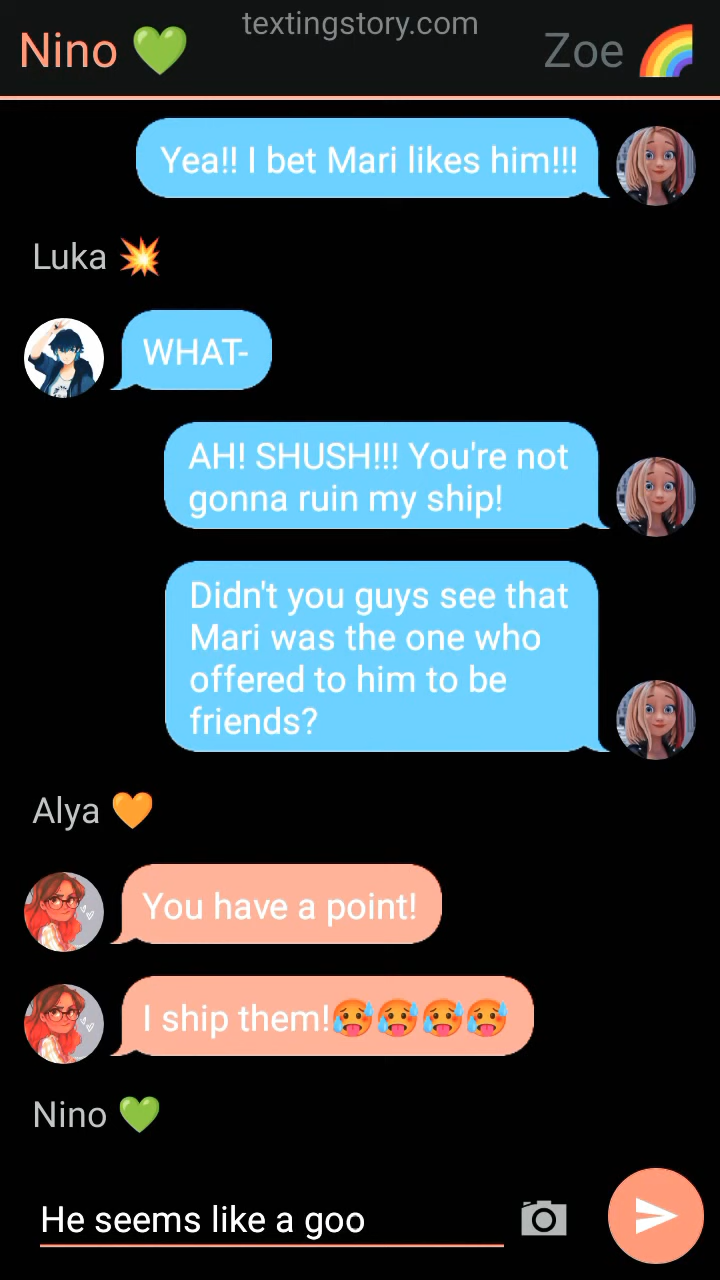 textingstory.com
Nino 💚
Zoe 🌈
Yea!! I bet Mari likes him!!!
Luka 💥
WHAT-
AH! SHUSH!!! You're not
gonna ruin my ship!
Didn't you guys see that
Mari was the one who
offered to him to be
friends?
Alya 🧡
You have a point!
I ship them!🥵🥵🥵🥵
Nino 💚
He seems like a goo